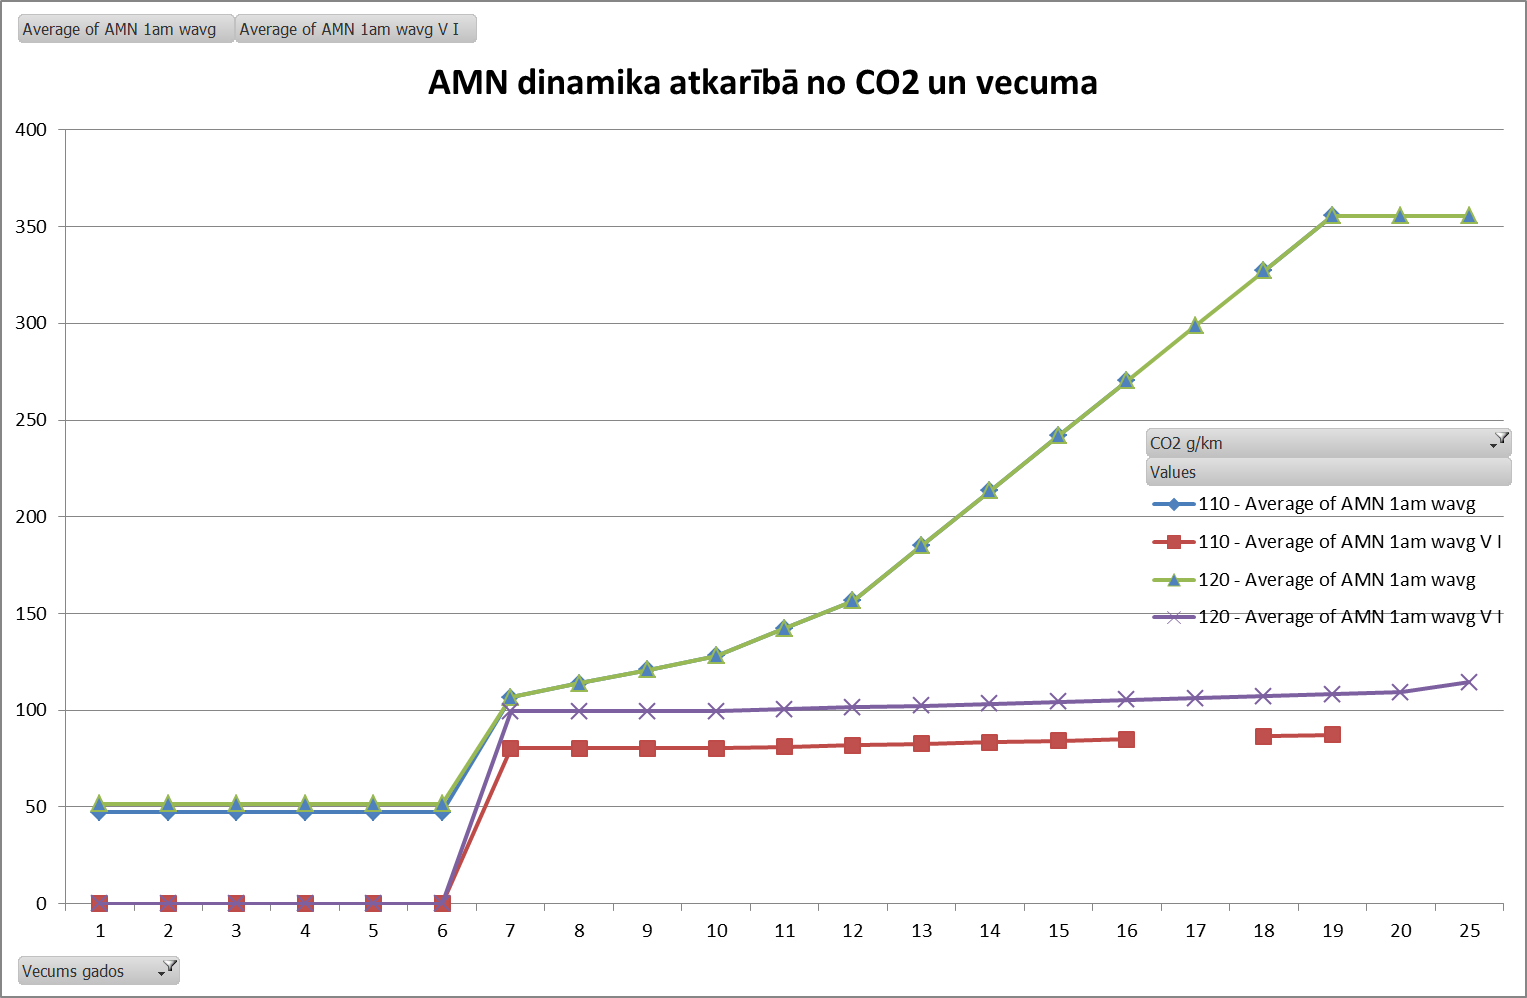 Average of AMN 1am wavg Average of AMN 1am wavg V I
AMN dinamika atkarībā no CO2 un vecuma
400
350
300
250
200
150
100
50
0
CO2 g/km
Values
110 - Average of AMN 1am wavg
110 - Average of AMN 1am wavg V I
120 - Average of AMN 1am wavg
120 - Average of AMN 1am wavg V I
1 2 3 4 5 6 7 8 9 10 11 12 13 14 15 16 17 18 19 20 25
Vecums gados